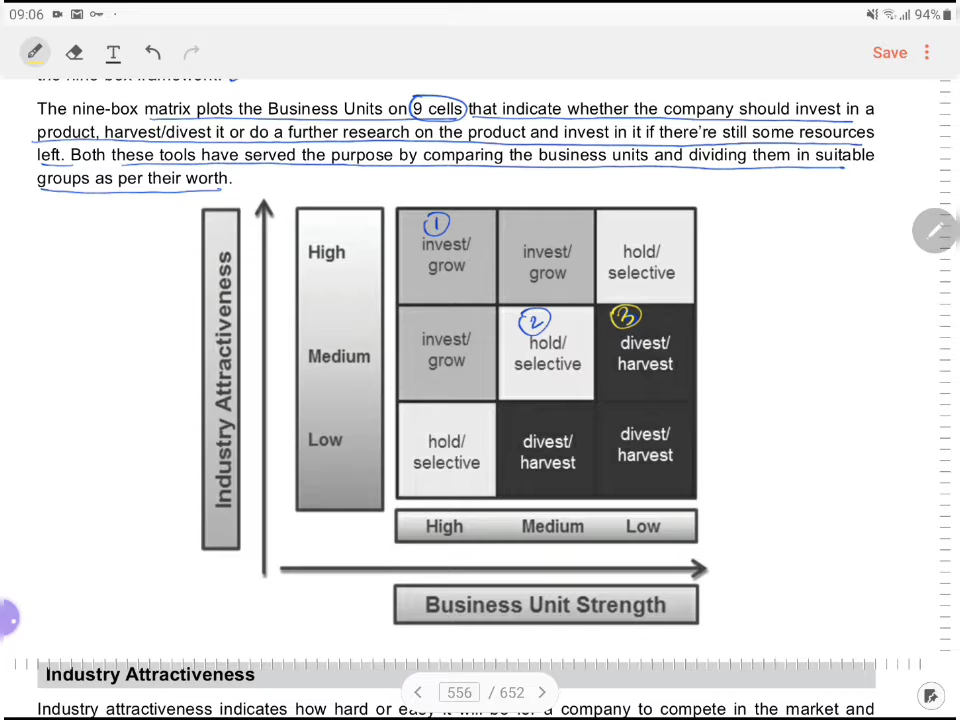 09:06
94%
T
Save
the nine-box framework.
The nine-box matrix plots the Business Units on 9 cells that indicate whether the company should invest in a
product, harvest/divest it or do a further research on the product and invest in it if there're still some resources
left. Both these tools have served the purpose by comparing the business units and dividing them in suitable
groups as per their worth.
Industry Attractiveness
High
Medium
Low
1
invest/
grow
invest/
grow
hold/
selective
invest/
grow
2
hold/
selective
3
divest/
harvest
hold/
selective
divest/
harvest
divest/
harvest
High Medium Low
Business Unit Strength
Industry Attractiveness
556 / 652
Industry attractiveness indicates how hard or easy it will be for a company to compete in the market and